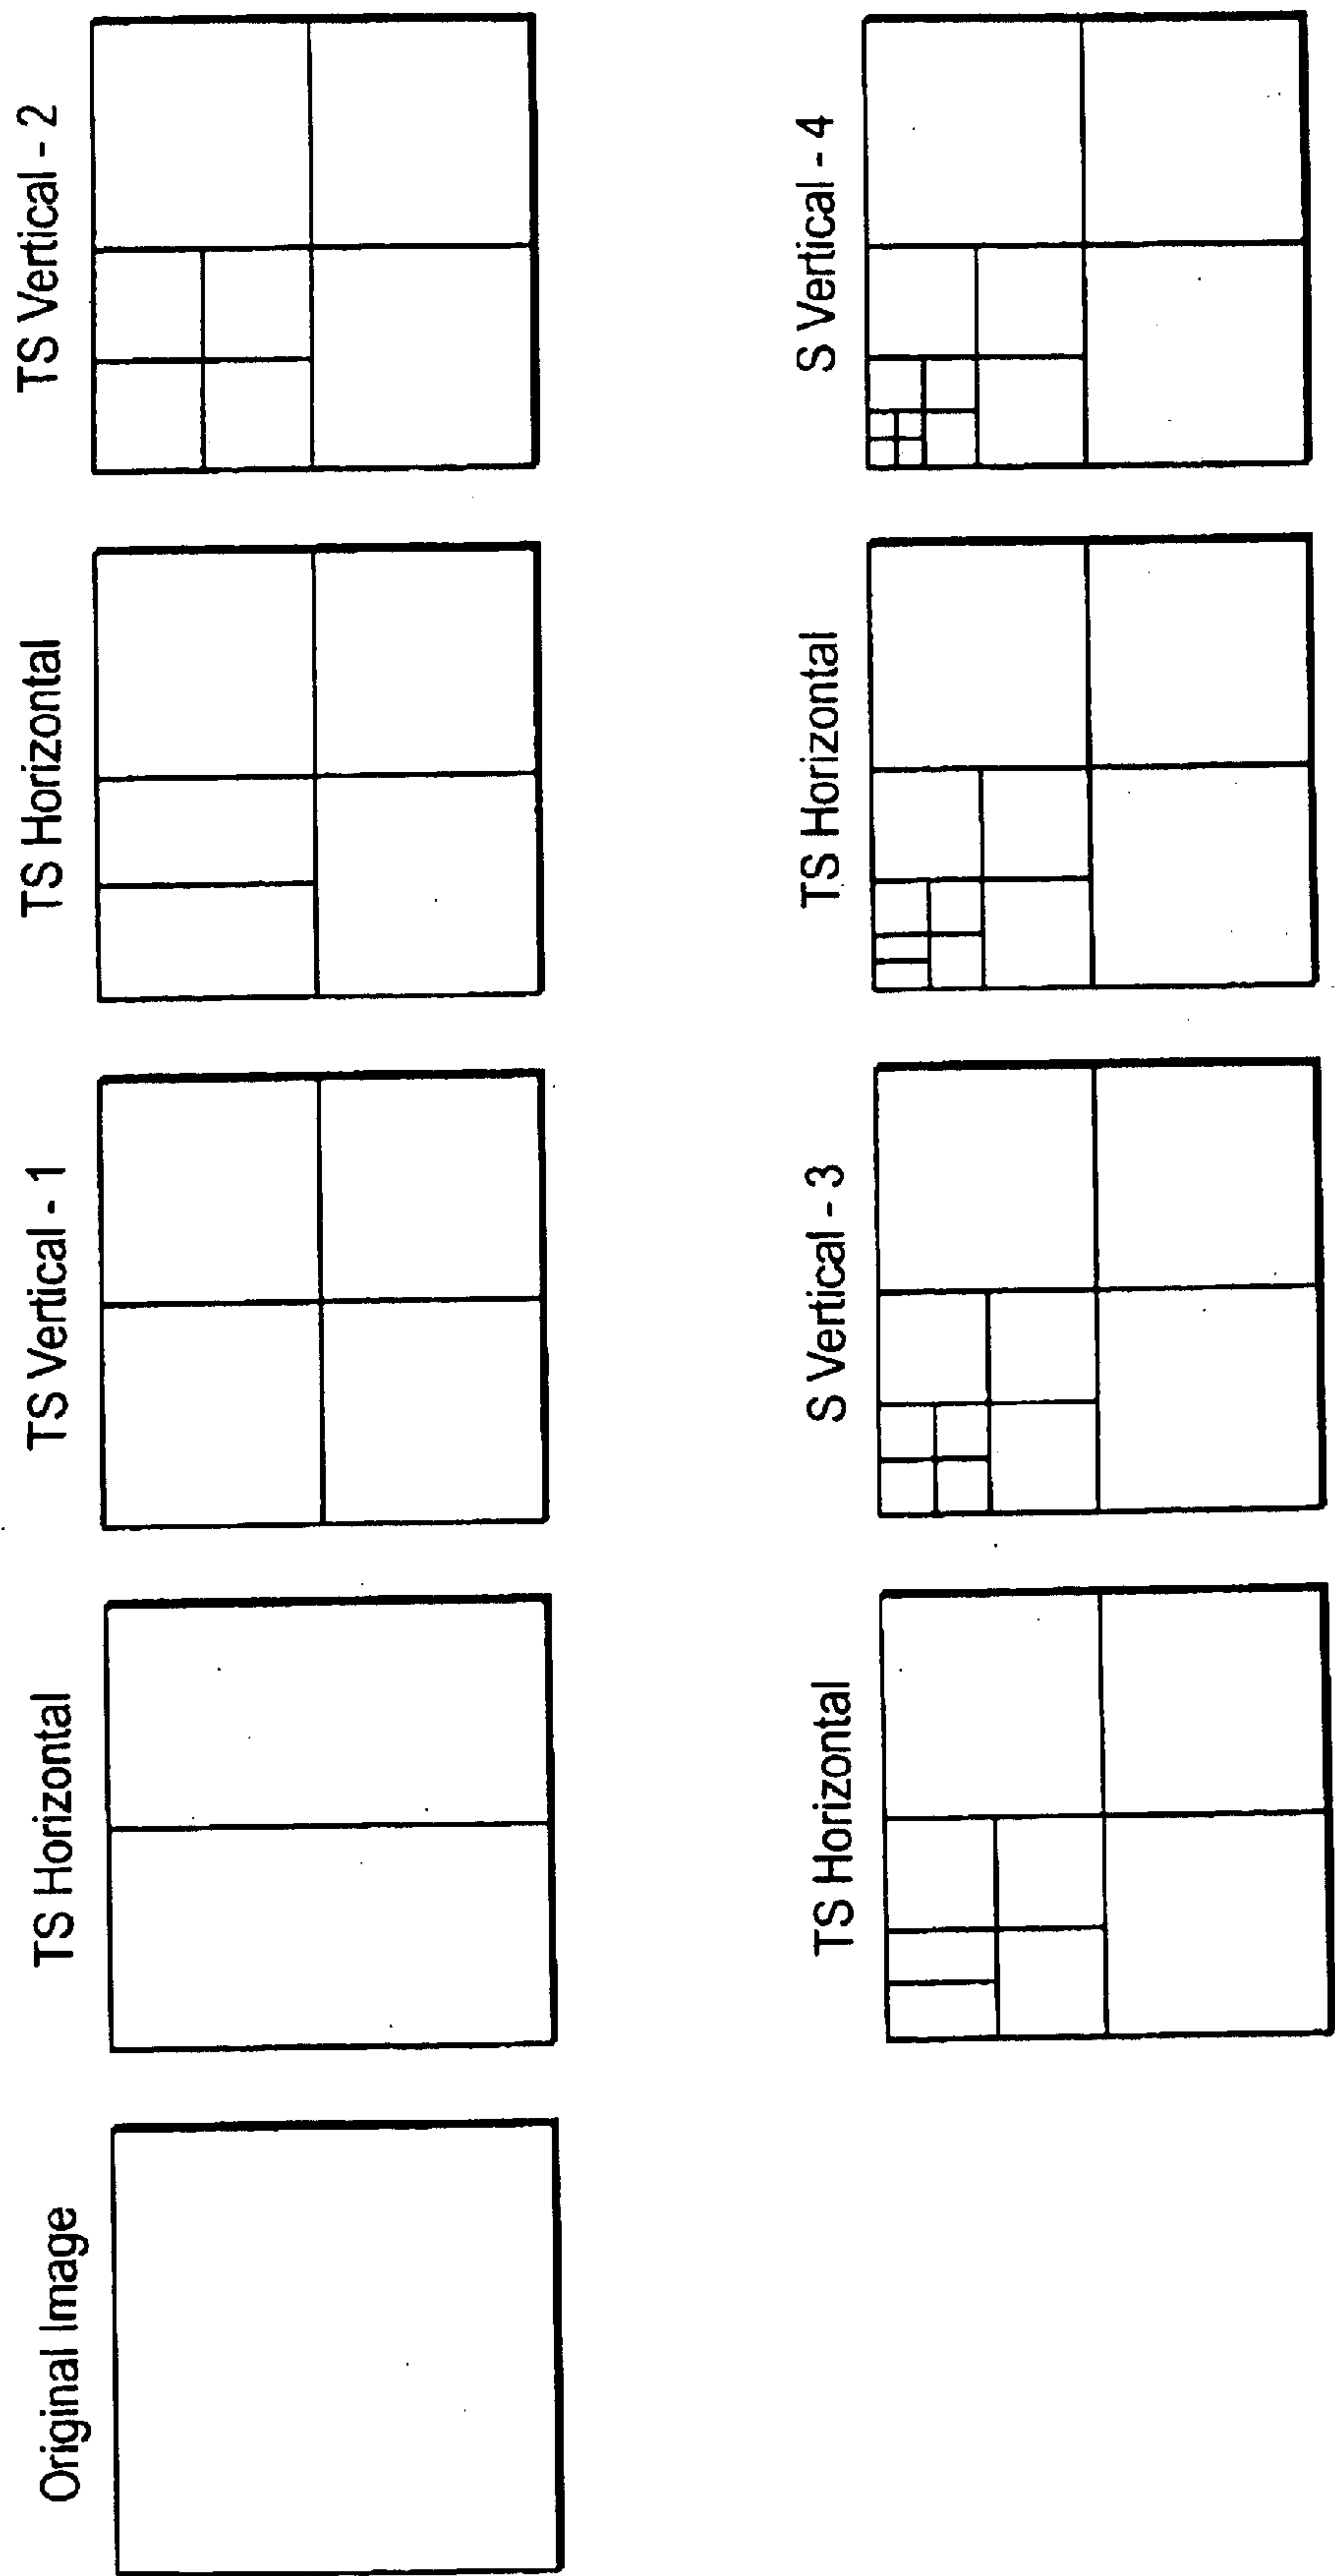 Original Image
TS Horizontal
TS Vertical - 1
TS Horizontal
TS Vertical - 2
TS Horizontal
S Vertical - 3
TS Horizontal
S Vertical - 4